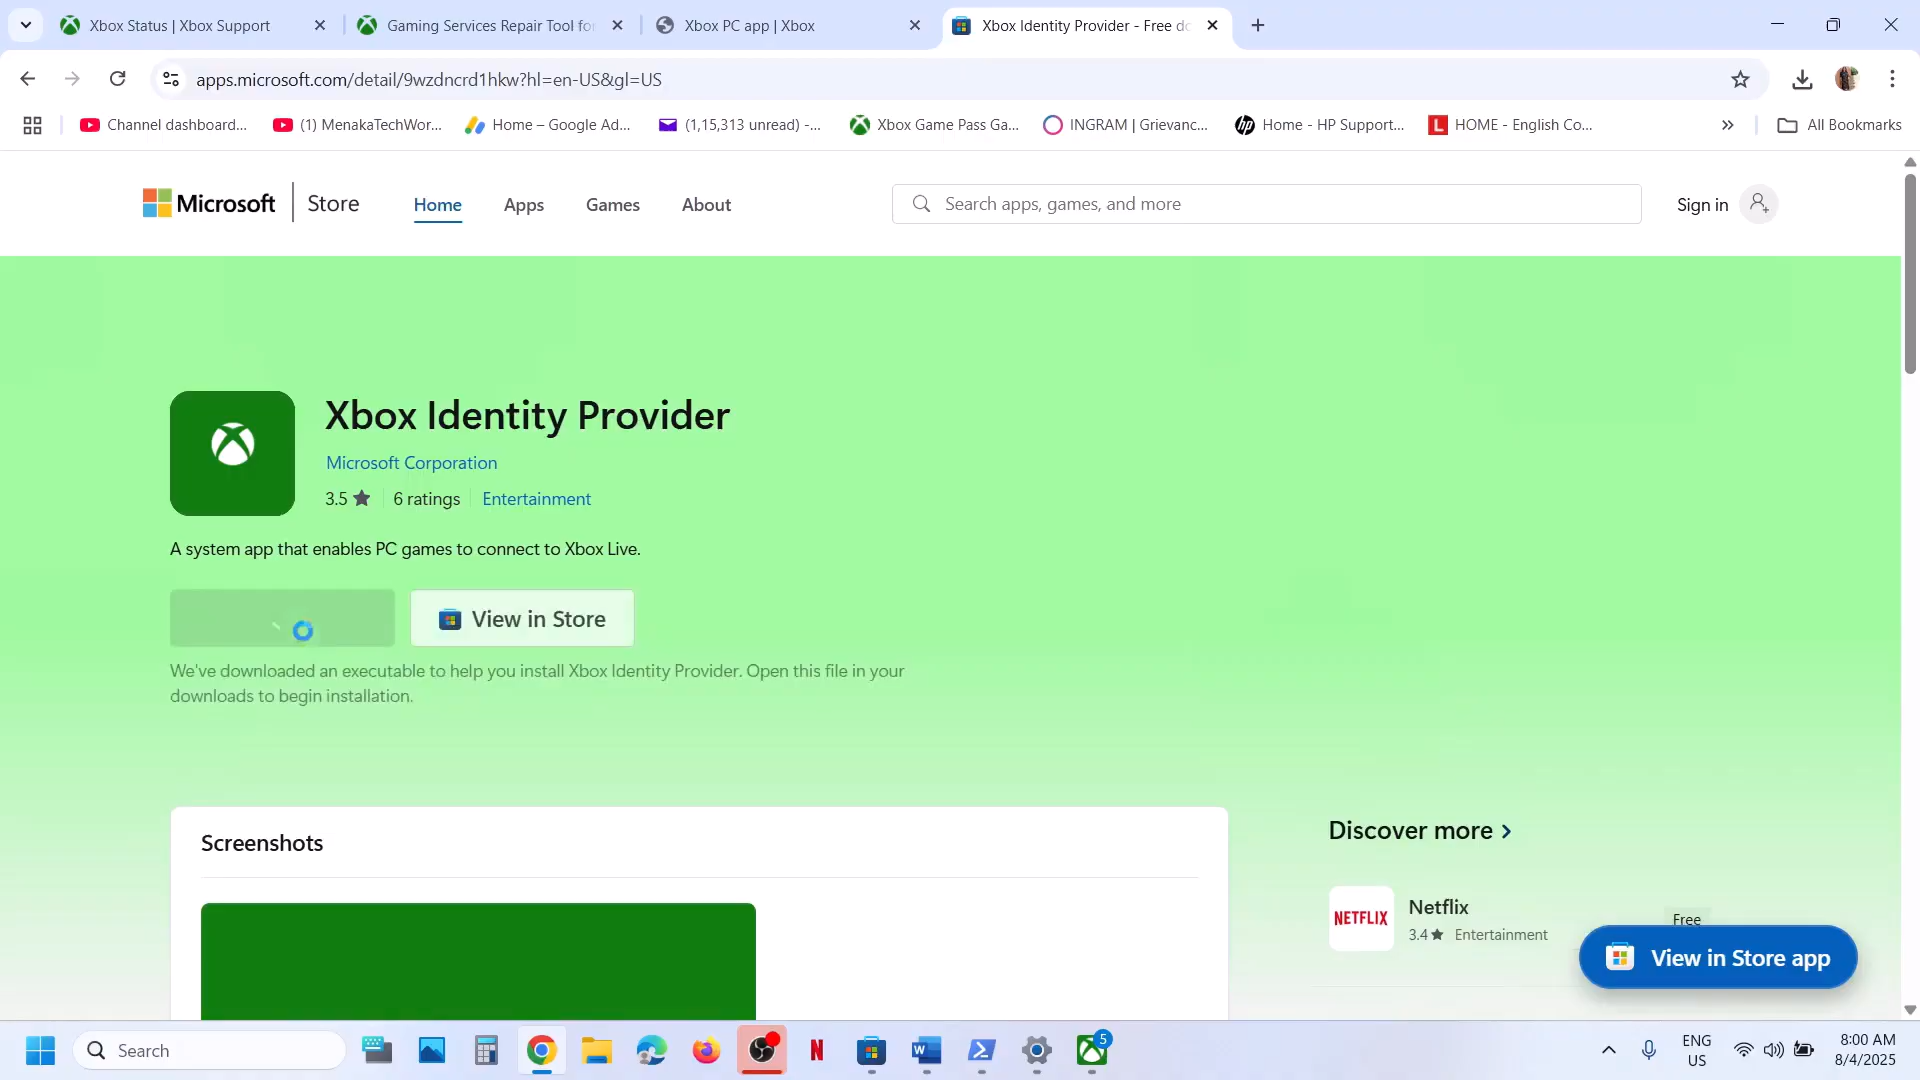 Xbox Status | Xbox Support
Gaming Services Repair Tool for
Xbox PC app | Xbox
Xbox Identity Provider - Free do
apps.microsoft.com/detail/9wzdncrd1hkw?hl=en-US&gl=US
Channel dashboard...
(1) MenakaTechWor...
Home – Google Ad...
(1,15,313 unread) -...
Xbox Game Pass Ga...
INGRAM | Grievanc...
Home - HP Support...
HOME - English Co...
All Bookmarks
Microsoft
Store
Home
Apps
Games
About
Search apps, games, and more
Sign in
Xbox Identity Provider
Microsoft Corporation
3.5
6 ratings
Entertainment
A system app that enables PC games to connect to Xbox Live.
View in Store
We've downloaded an executable to help you install Xbox Identity Provider. Open this file in your
downloads to begin installation.
Screenshots
Discover more
NETFLIX
Netflix
3.4
Entertainment
Free
View in Store app
Search
5
ENG
US
8:00 AM
8/4/2025